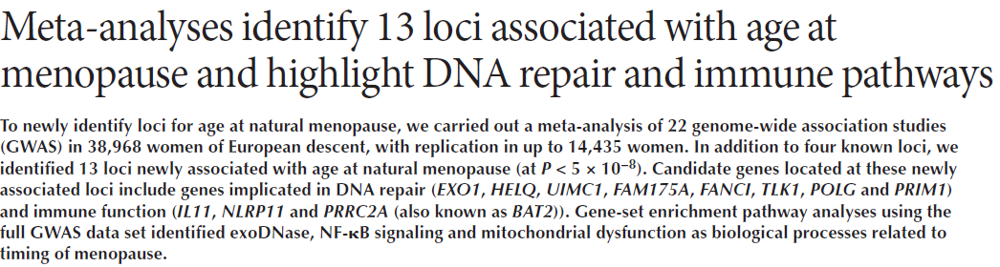 Meta-analyses identify 13 loci associated with age at
menopause and highlight DNA repair and immune pathways
To newly identify loci for age at natural menopause, we carried out a meta-analysis of 22 genome-wide association studies
(GWAS) in 38,968 women of European descent, with replication in up to 14,435 women. In addition to four known loci, we
identified 13 loci newly associated with age at natural menopause (at P < 5 × 10⁻⁸). Candidate genes located at these newly
associated loci include genes implicated in DNA repair (EXO1, HELQ, UIMC1, FAM175A, FANCI, TLK1, POLG and PRIM1)
and immune function (IL11, NLRP11 and PRRC2A (also known as BAT2)). Gene-set enrichment pathway analyses using the
full GWAS data set identified exoDNase, NF-κB signaling and mitochondrial dysfunction as biological processes related to
timing of menopause.